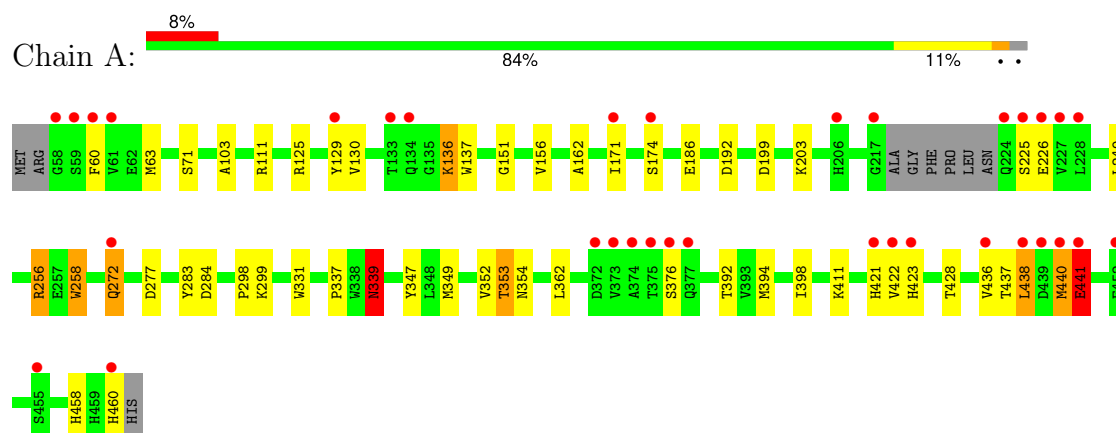 8%
Chain A:
84% 11% • •
MET ARG G58 S59 F60 V61 E62 M63 S71 A103 R111 R125 Y129 V130 T133 Q134 G135 K136 W137 G151 V156 A162 I171 S174 E186 D192 D199 K203 H206 G217 ALA GLY PHE PRO LEU ASN Q224 S225 E226 V227 L228
R256 E257 W258 Q272 D277 Y283 D284 P298 K299 W331 P337 W338 N339 Y347 L348 M349 V352 T353 N354 L362 D372 V373 A374 T375 S376 Q377 T392 V393 M394 I398 K411 H421 V422 H423 T428 V436 T437 L438 D439 M440 E441
S455 H458 H459 H460 HIS